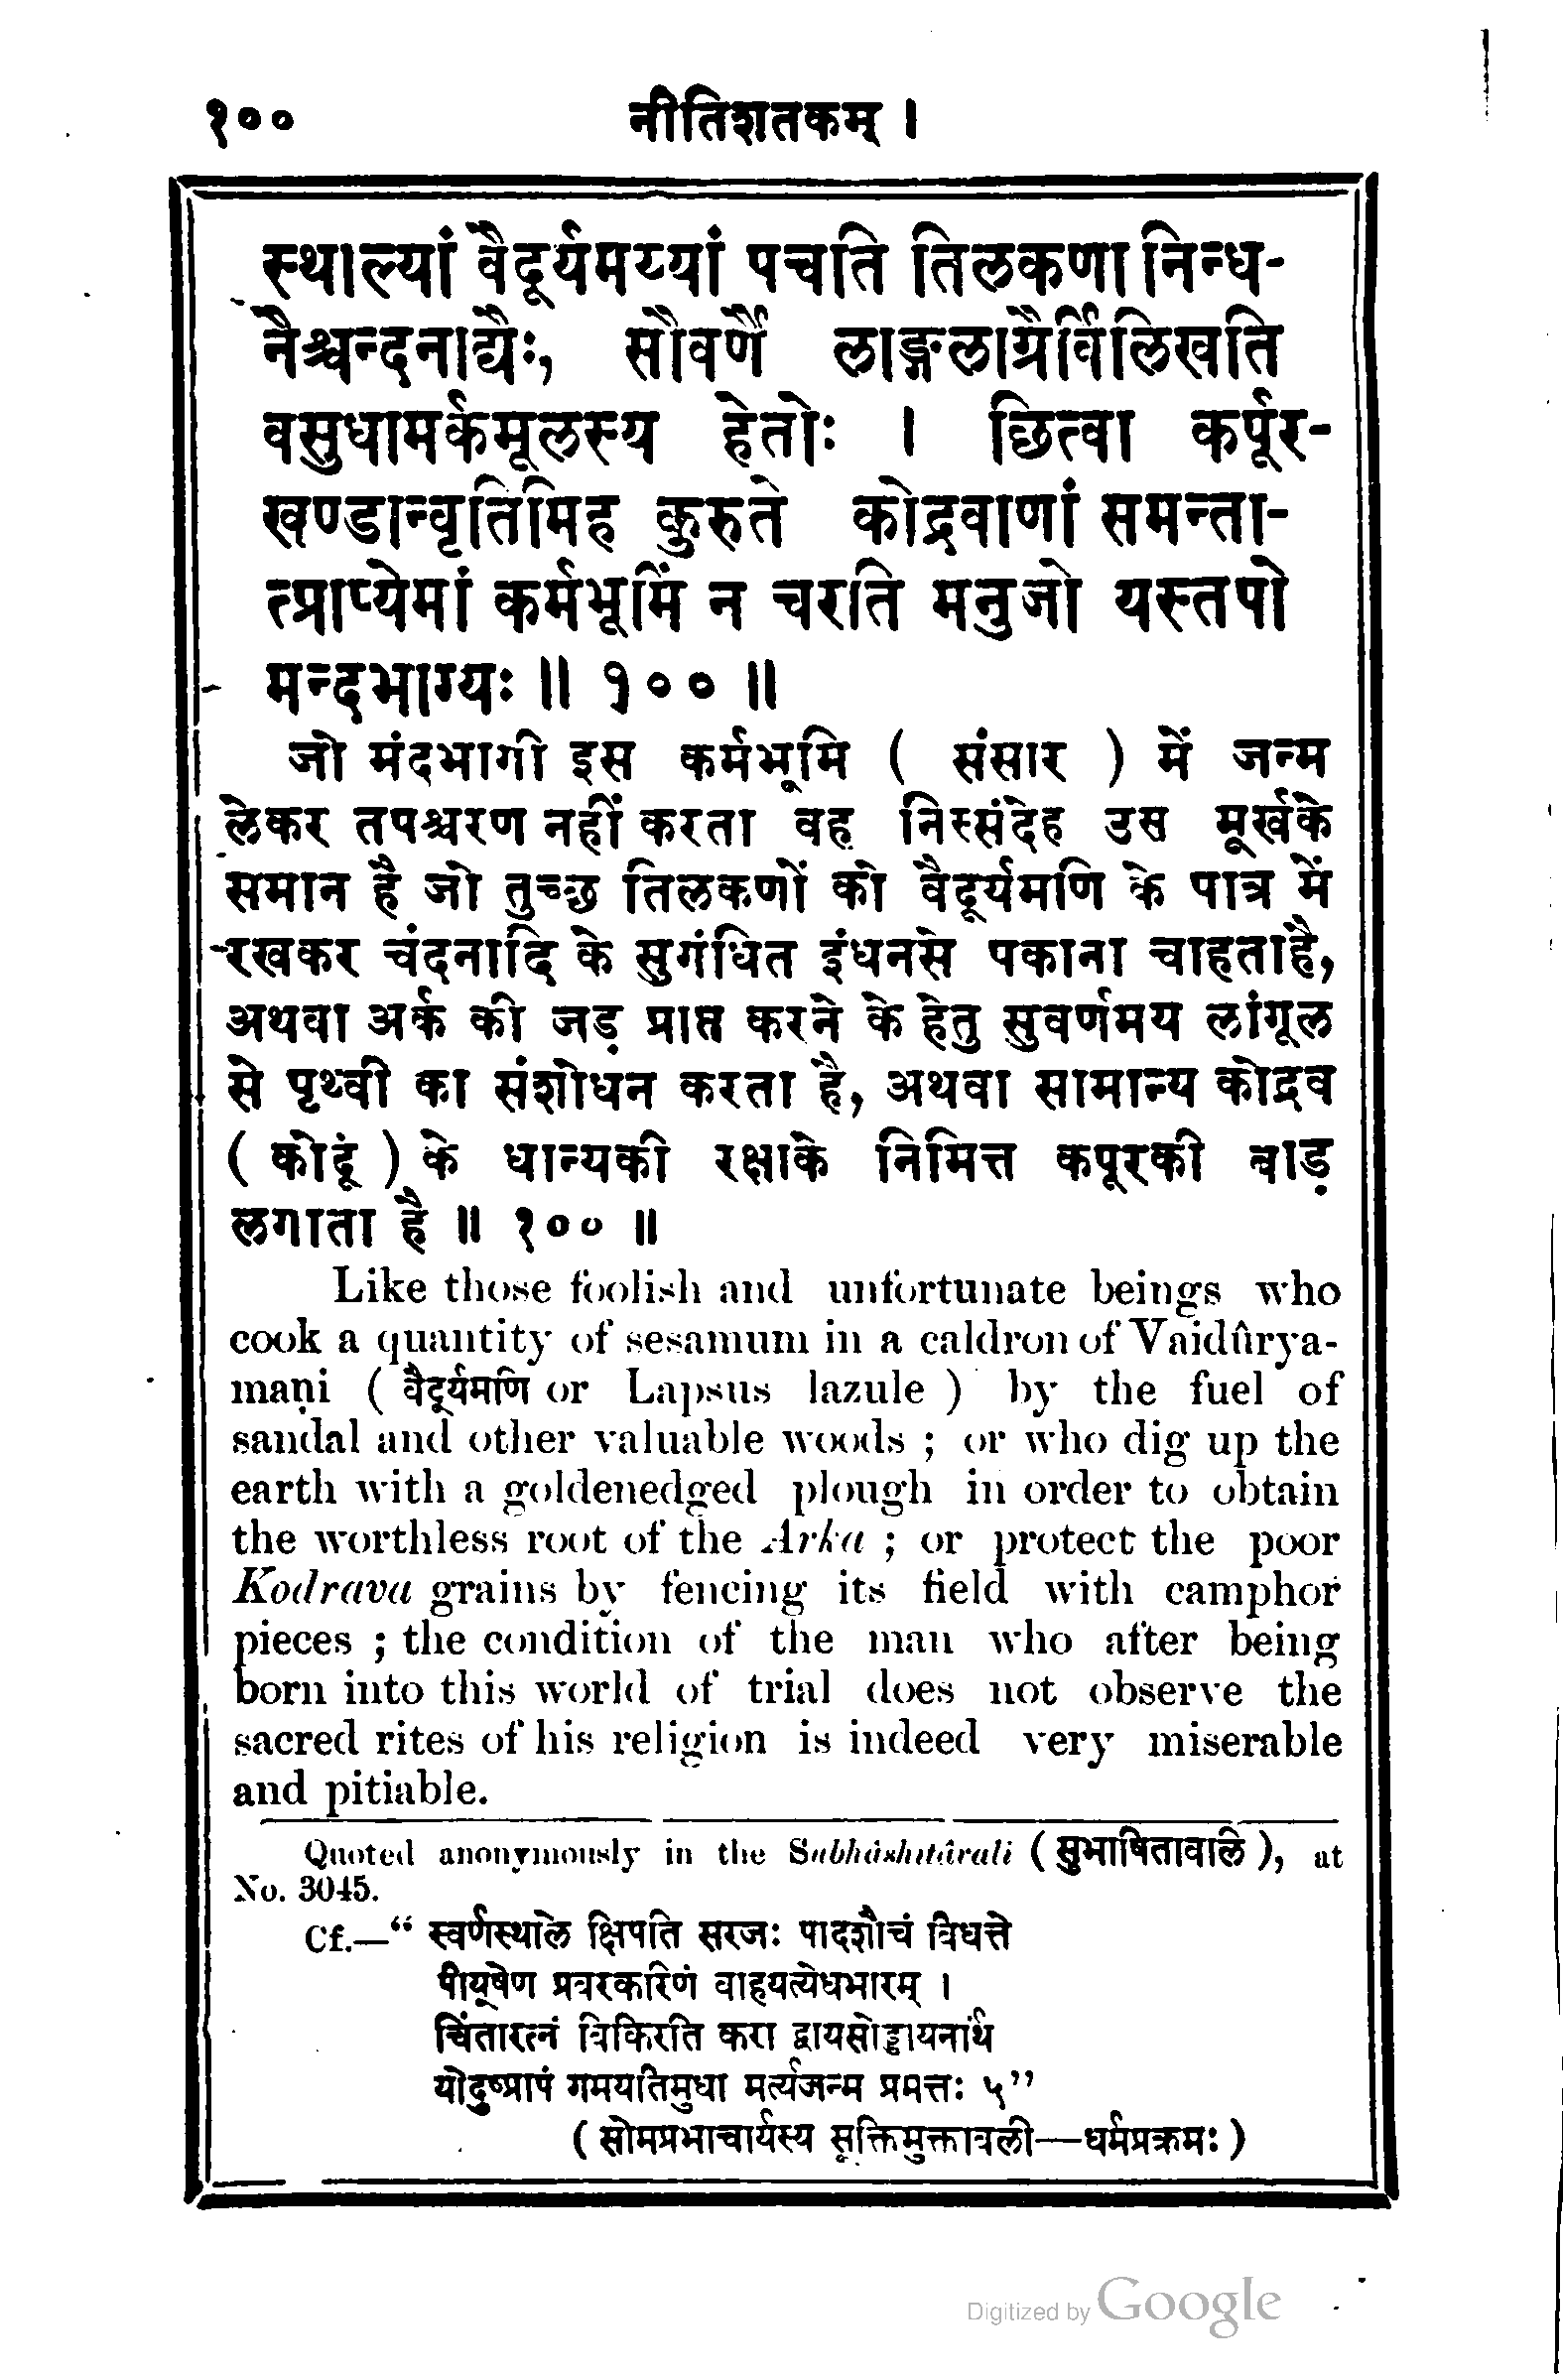 १०० नीतिशतकम् ।
स्थाल्यां वैदूर्यमय्यां पचति तिलकणानिन्ध-
नैश्चन्दनाद्यैः, सौवर्णै लाङ्गलाग्रैर्विलिखति
वसुधामर्कमूलस्य हेतोः । छित्वा कर्पूर-
खण्डान्वृतिमिह कुरुते कोद्रवाणां समन्ता-
त्प्राप्येमां कर्मभूमिं न चरति मनुजो यस्तपो
मन्दभाग्यः ॥ १०० ॥
जो मंदभागी इस कर्मभूमि ( संसार ) में जन्म
लेकर तपश्चरण नहीं करता वह निस्संदेह उस मूर्खके
समान है जो तुच्छ तिलकणों को वैदूर्यमणि के पात्र में
रखकर चंदनादि के सुगंधित इंधनसे पकाना चाहताहै,
अथवा अर्क की जड़ प्राप्त करने के हेतु सुवर्णमय लांगूल
से पृथ्वी का संशोधन करता है, अथवा सामान्य कोद्रव
( कोदूं ) के धान्यकी रक्षाके निमित्त कपूरकी बाड़
लगाता है ॥ १०० ॥
Like those foolish and unfortunate beings who
cook a quantity of sesamum in a caldron of Vaidûrya-
maṇi ( वैदूर्यमणि or Lapsus lazule ) by the fuel of
sandal and other valuable woods ; or who dig up the
earth with a goldenedged plough in order to obtain
the worthless root of the Arka ; or protect the poor
Kodrava grains by fencing its field with camphor
pieces ; the condition of the man who after being
born into this world of trial does not observe the
sacred rites of his religion is indeed very miserable
and pitiable.
Quoted anonymously in the Subhâshitâvali ( सुभाषितावलि ), at
No. 3045.
Cf.—“ स्वर्णस्थाले क्षिपति सरजः पादशौचं विधत्ते
पीयूषेण प्रवरकरिणं वाहयत्येधभारम् ।
चिंतारत्नं विकिरति करा द्वायसोड्डायनार्थं
योदुष्प्रापं गमयतिमुधा मर्त्यजन्म प्रमत्तः ५”
( सोमप्रभाचार्यस्य सूक्तिमुक्तावली—धर्मप्रक्रमः )
Digitized by Google